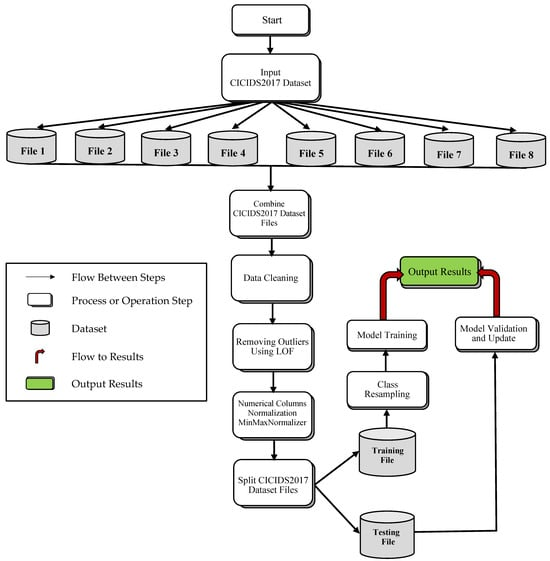 Start
Input
CICIDS2017 Dataset
File 1
File 2
File 3
File 4
File 5
File 6
File 7
File 8
Combine
CICIDS2017 Dataset
Files
Data Cleaning
Removing Outliers
Using LOF
Numerical Columns
Normalization
MinMaxNormalizer
Split CICIDS2017
Dataset Files
Flow Between Steps
Process or Operation Step
Dataset
Flow to Results
Output Results
Output Results
Model Training
Model Validation
and Update
Class
Resampling
Training
File
Testing
File